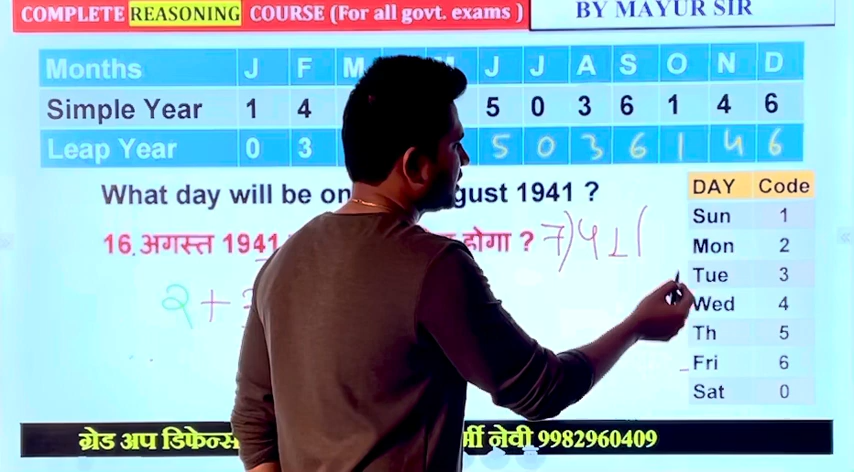 COMPLETE REASONING COURSE (For all govt. exams )
BY MAYUR SIR
Months J F M J J A S O N D
Simple Year 1 4 5 0 3 6 1 4 6
Leap Year 0 3 5 0 3 6 1 4 6
What day will be on gust 1941 ?
16 अगस्त 1941 होगा ? 7)41(
2 +
DAY Code
Sun 1
Mon 2
Tue 3
Wed 4
Th 5
Fri 6
Sat 0
ग्रेड अप डिफेन्स र्मी नेवी 9982960409